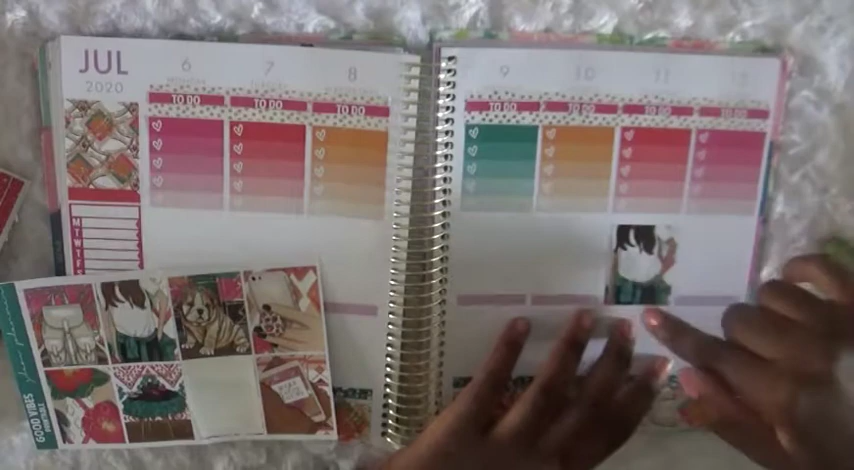 JUL
2020
6
7
8
9
10
11
12
TO DO
TO DO
TO DO
TO DO
TO DO
TO DO
TO DO
M
T
W
T
F
S
GOOD VIBES